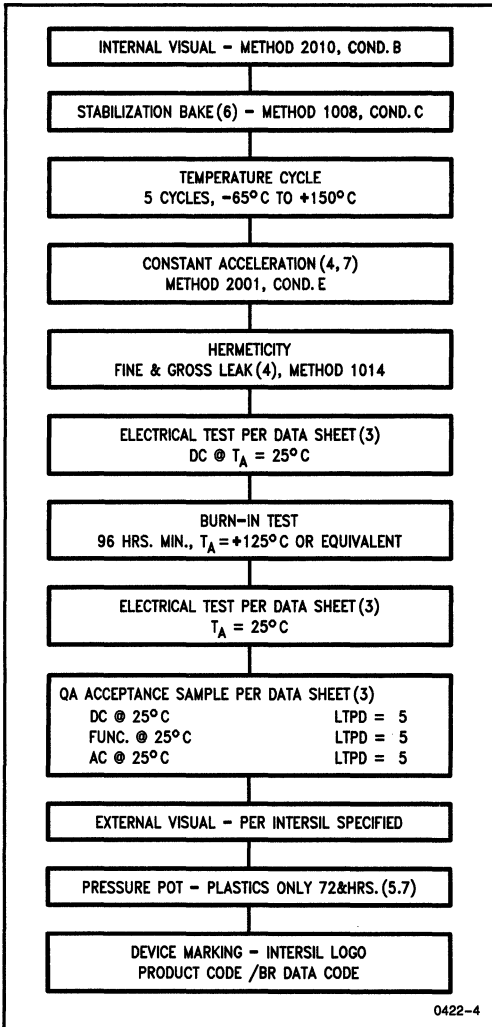 INTERNAL VISUAL – METHOD 2010, COND. B
STABILIZATION BAKE (6) – METHOD 1008, COND. C
TEMPERATURE CYCLE
5 CYCLES, -65°C TO +150°C
CONSTANT ACCELERATION (4, 7)
METHOD 2001, COND. E
HERMETICITY
FINE & GROSS LEAK (4), METHOD 1014
ELECTRICAL TEST PER DATA SHEET (3)
DC @ TA = 25°C
BURN-IN TEST
96 HRS. MIN., TA = +125°C OR EQUIVALENT
ELECTRICAL TEST PER DATA SHEET (3)
TA = 25°C
QA ACCEPTANCE SAMPLE PER DATA SHEET (3)
DC @ 25°C LTPD = 5
FUNC. @ 25°C LTPD = 5
AC @ 25°C LTPD = 5
EXTERNAL VISUAL – PER INTERSIL SPECIFIED
PRESSURE POT – PLASTICS ONLY 72&HRS. (5.7)
DEVICE MARKING – INTERSIL LOGO
PRODUCT CODE /BR DATA CODE
0422-4